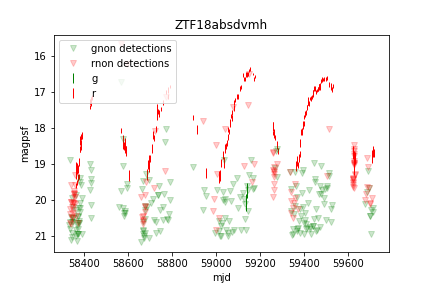 ZTF18absdvmh
gnon detections
rnon detections
g
r
magpsf
16
17
18
19
20
21
58400
58600
58800
59000
59200
59400
59600
mjd